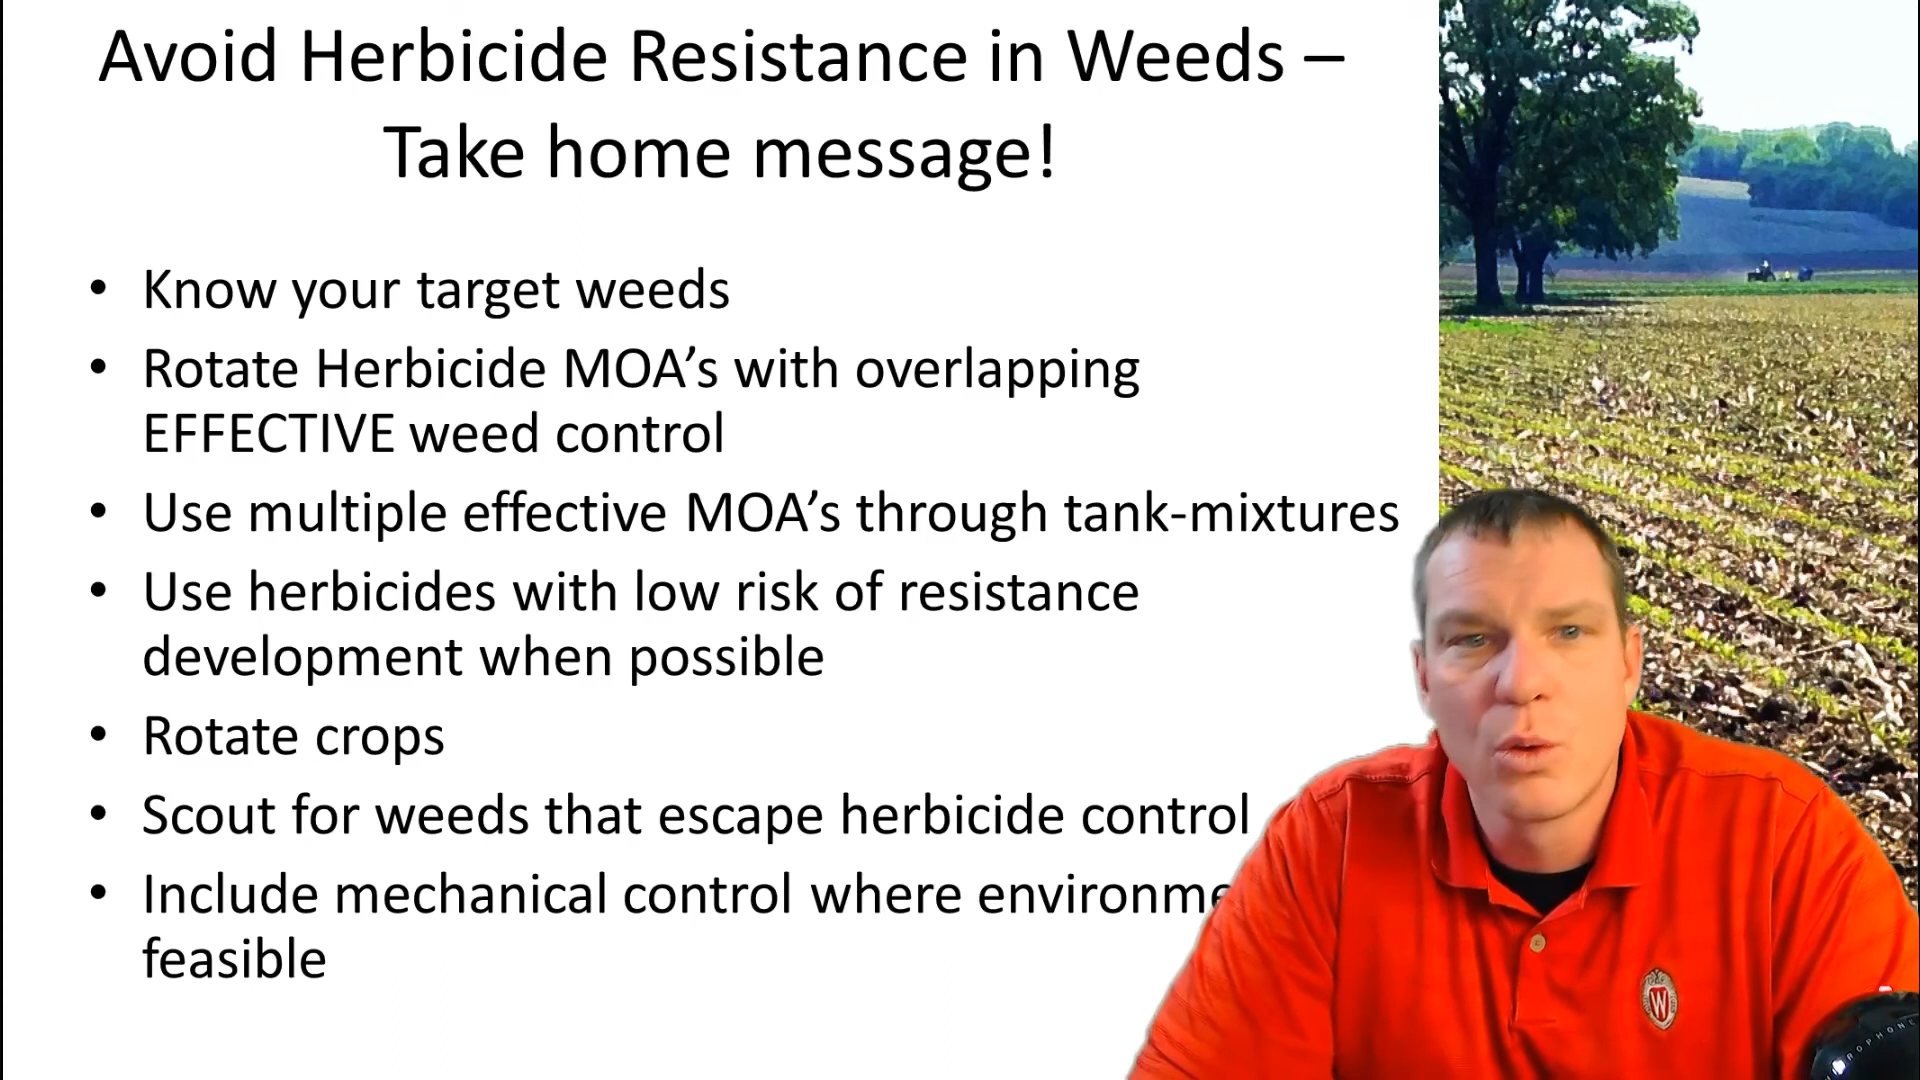 Avoid Herbicide Resistance in Weeds –
Take home message!
• Know your target weeds
• Rotate Herbicide MOA’s with overlapping
EFFECTIVE weed control
• Use multiple effective MOA’s through tank-mixtures
• Use herbicides with low risk of resistance
development when possible
• Rotate crops
• Scout for weeds that escape herbicide control
• Include mechanical control where
feasible
W